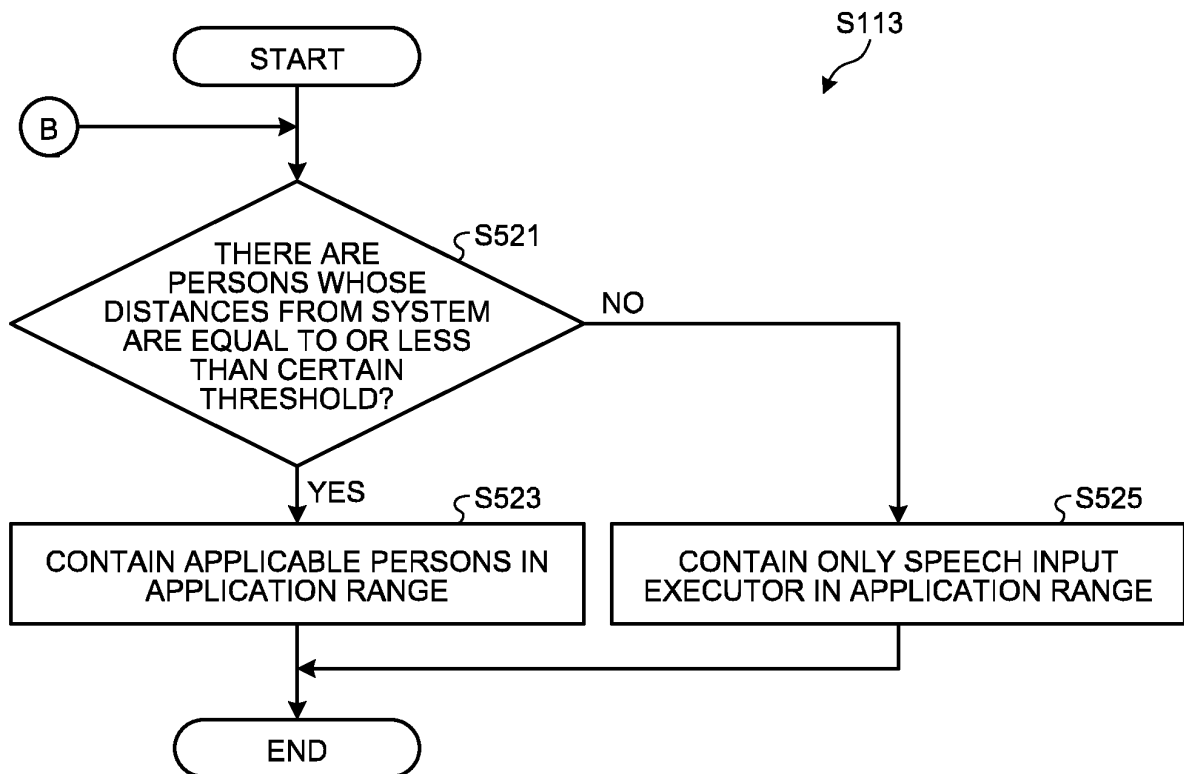 S113
START
B
S521
THERE ARE
PERSONS WHOSE
DISTANCES FROM SYSTEM
ARE EQUAL TO OR LESS
THAN CERTAIN
THRESHOLD?
NO
YES
S523
CONTAIN APPLICABLE PERSONS IN
APPLICATION RANGE
S525
CONTAIN ONLY SPEECH INPUT
EXECUTOR IN APPLICATION RANGE
END